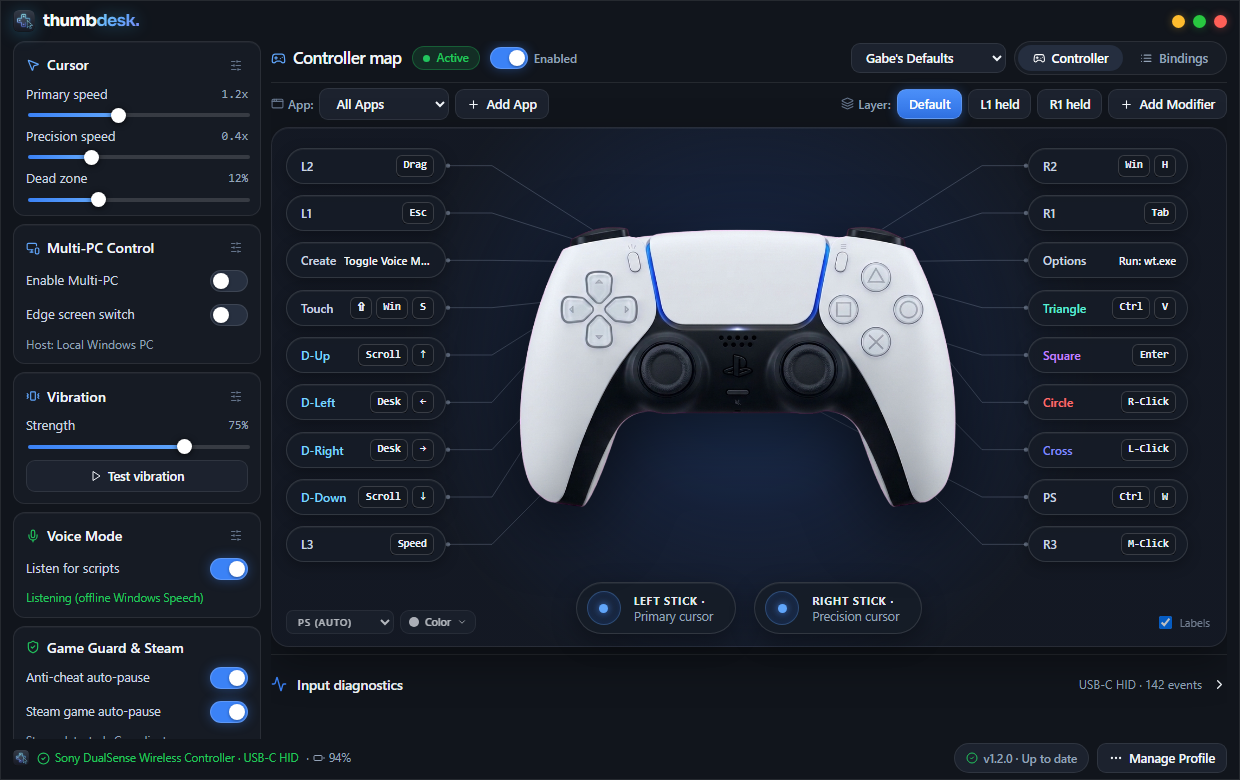 thumbdesk.
Cursor
Primary speed 1.2x
Precision speed 0.4x
Dead zone 12%
Multi-PC Control
Enable Multi-PC
Edge screen switch
Host: Local Windows PC
Vibration
Strength 75%
Test vibration
Voice Mode
Listen for scripts
Listening (offline Windows Speech)
Game Guard & Steam
Anti-cheat auto-pause
Steam game auto-pause
Controller map Active Enabled Gabe's Defaults Controller Bindings
App: All Apps + Add App Layer: Default L1 held R1 held + Add Modifier
L2 Drag
L1 Esc
Create Toggle Voice M...
Touch ⇧ Win S
D-Up Scroll ↑
D-Left Desk ←
D-Right Desk →
D-Down Scroll ↓
L3 Speed
R2 Win H
R1 Tab
Options Run: wt.exe
Triangle Ctrl V
Square Enter
Circle R-Click
Cross L-Click
PS Ctrl W
R3 M-Click
PS (AUTO) Color
LEFT STICK ·
Primary cursor
RIGHT STICK ·
Precision cursor
Labels
Input diagnostics USB-C HID · 142 events
Sony DualSense Wireless Controller · USB-C HID · 94%
v1.2.0 · Up to date
··· Manage Profile